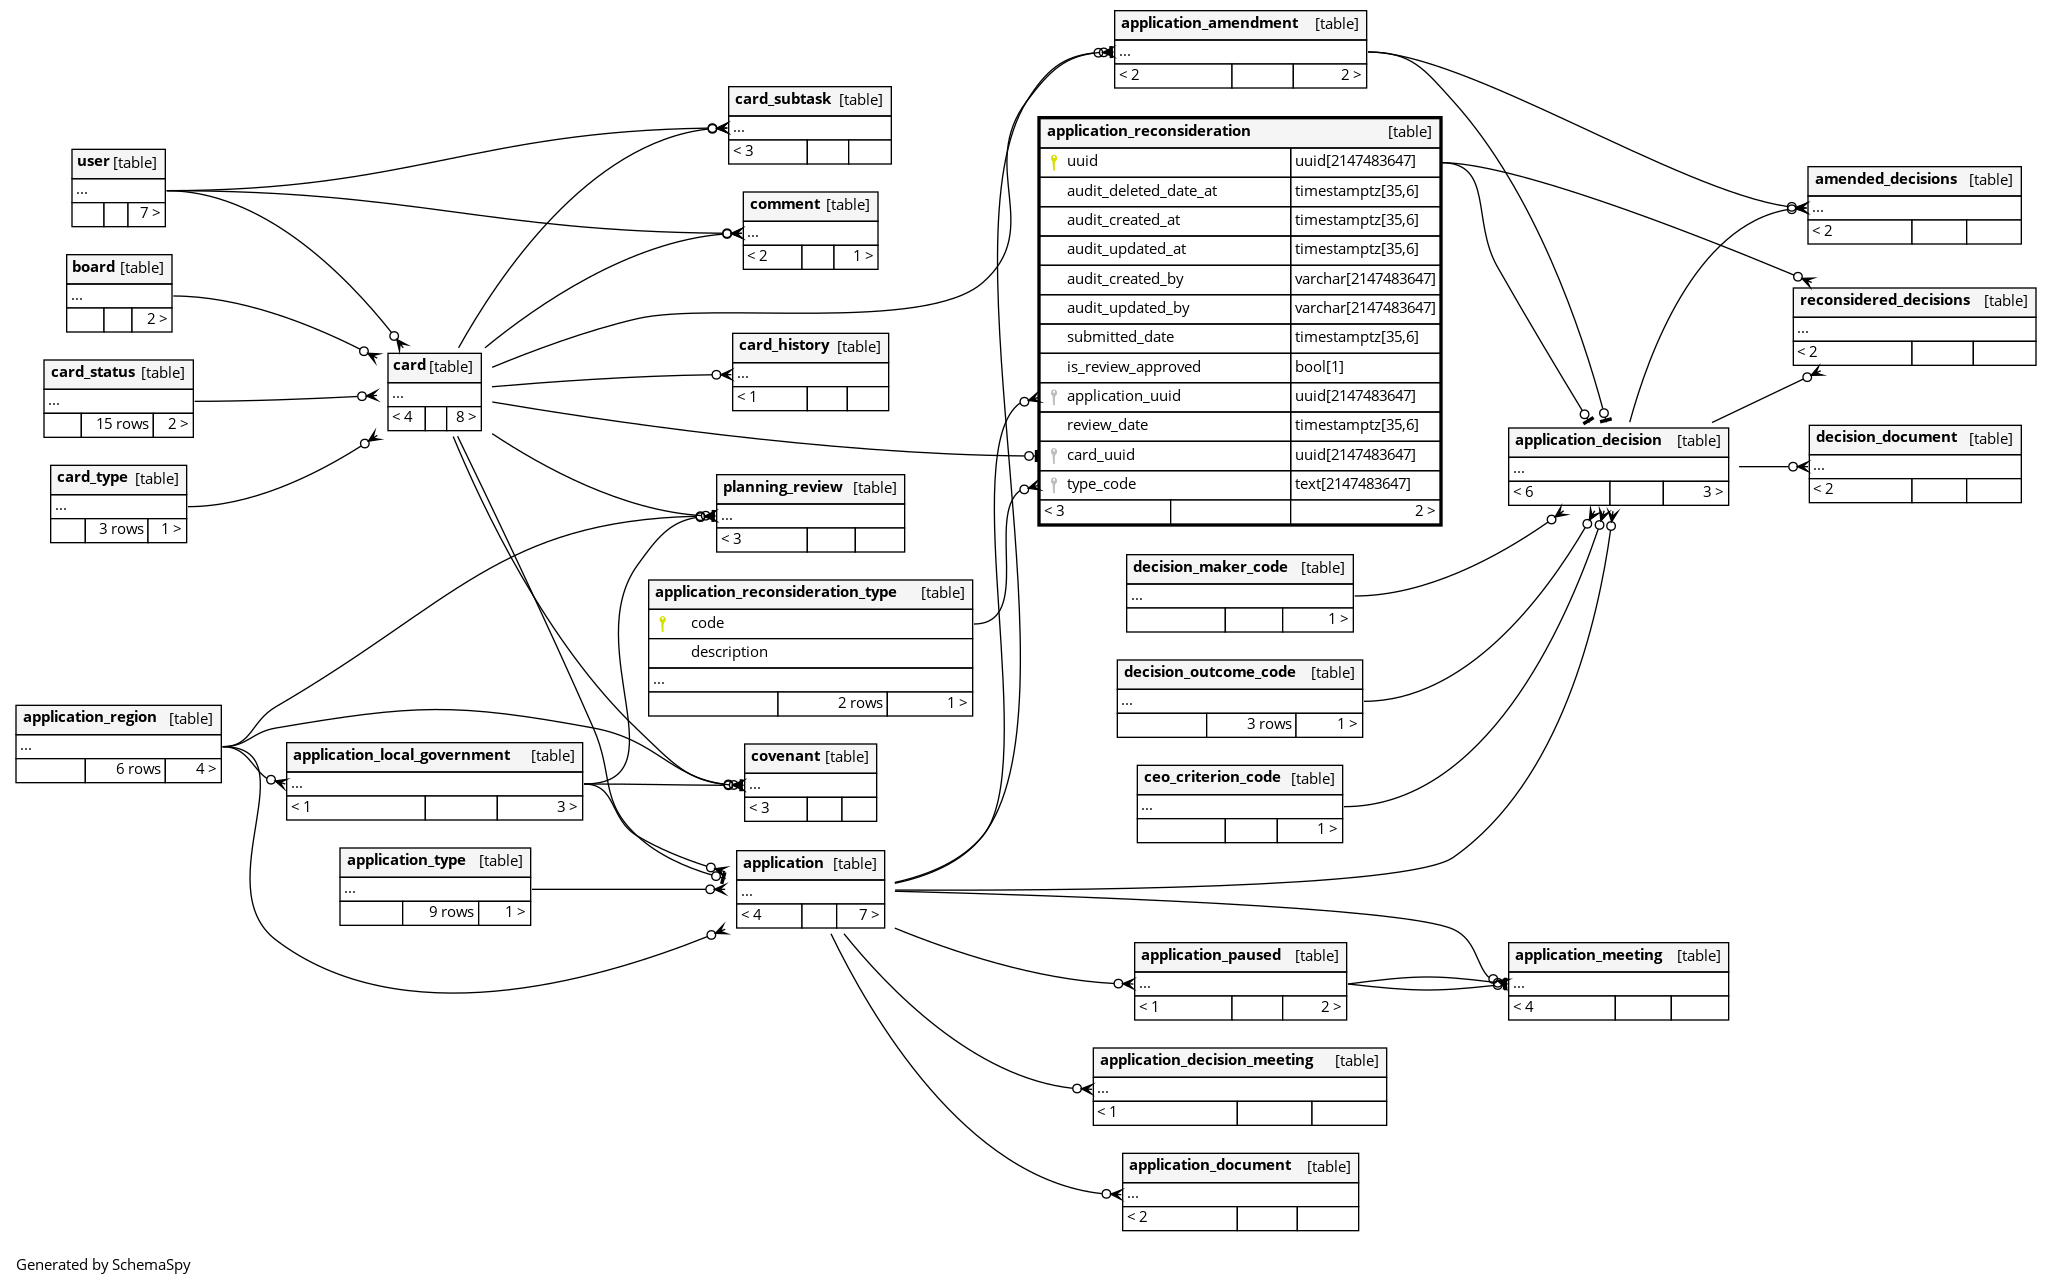 application_amendment [table]
...
< 2 2 >
card_subtask [table]
...
< 3
application_reconsideration [table]
uuid uuid[2147483647]
audit_deleted_date_at timestamptz[35,6]
audit_created_at timestamptz[35,6]
audit_updated_at timestamptz[35,6]
audit_created_by varchar[2147483647]
audit_updated_by varchar[2147483647]
submitted_date timestamptz[35,6]
is_review_approved bool[1]
application_uuid uuid[2147483647]
review_date timestamptz[35,6]
card_uuid uuid[2147483647]
type_code text[2147483647]
< 3 2 >
user [table]
...
7 >
amended_decisions [table]
...
< 2
comment [table]
...
< 2 1 >
board [table]
...
2 >
reconsidered_decisions [table]
...
< 2
card_history [table]
...
< 1
card [table]
...
< 4 8 >
card_status [table]
...
15 rows 2 >
application_decision [table]
...
< 6 3 >
decision_document [table]
...
< 2
card_type [table]
...
3 rows 1 >
planning_review [table]
...
< 3
decision_maker_code [table]
...
1 >
application_reconsideration_type [table]
code
description
...
2 rows 1 >
decision_outcome_code [table]
...
3 rows 1 >
application_region [table]
...
6 rows 4 >
application_local_government [table]
...
< 1 3 >
covenant [table]
...
< 3
ceo_criterion_code [table]
...
1 >
application_type [table]
...
9 rows 1 >
application [table]
...
< 4 7 >
application_paused [table]
...
< 1 2 >
application_meeting [table]
...
< 4
application_decision_meeting [table]
...
< 1
application_document [table]
...
< 2
Generated by SchemaSpy